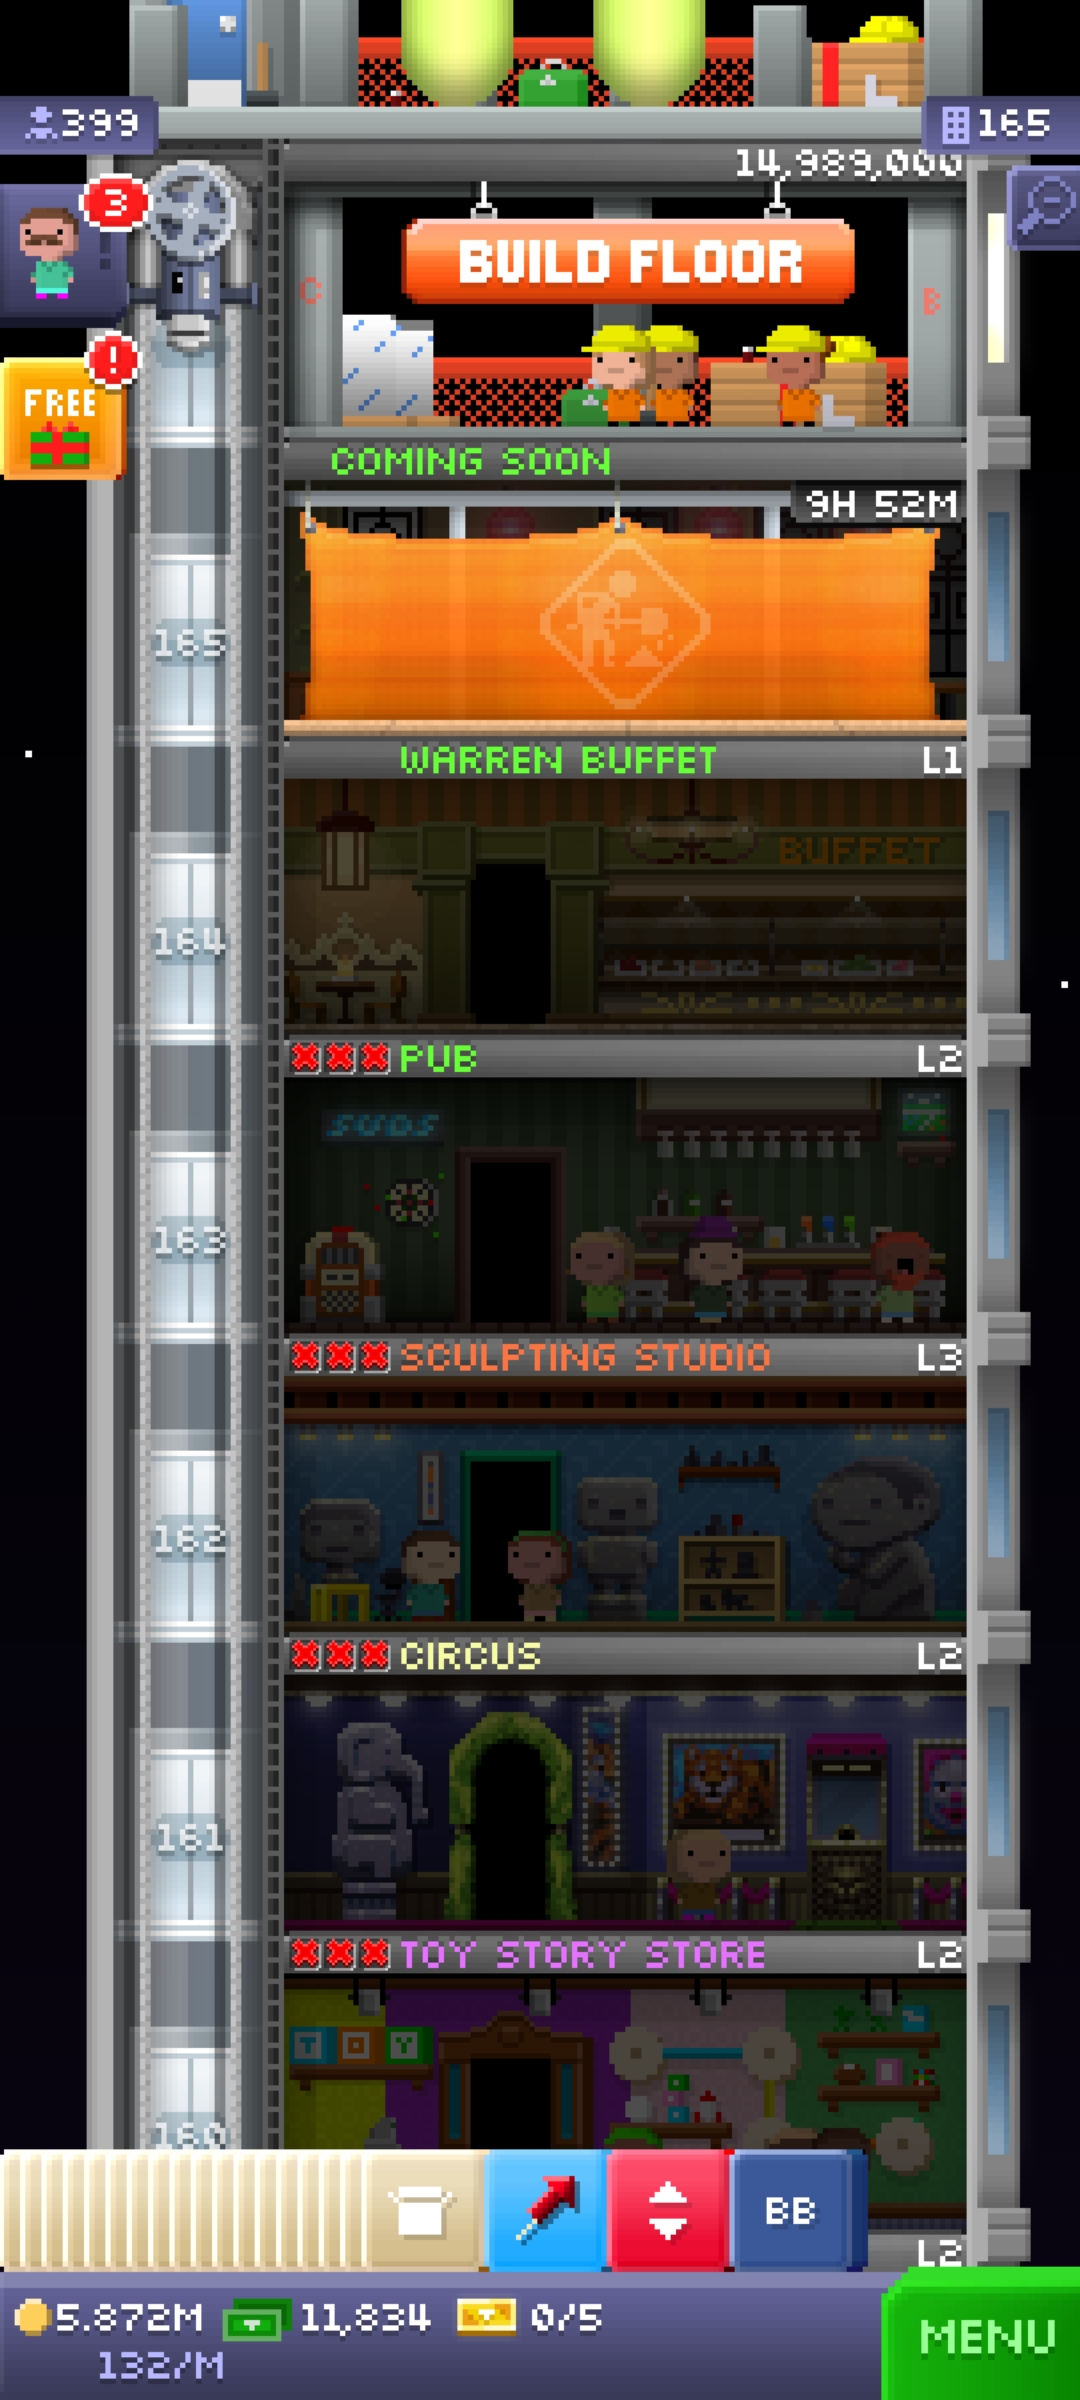 399
165
14,989,000
3
C
BUILD FLOOR
B
!
FREE
COMING SOON
9H 52M
165
WARREN BUFFET L1
BUFFET
164
PUB L2
SUDS
163
SCULPTING STUDIO L3
162
CIRCUS L2
161
TOY STORY STORE L2
T O Y
160
BB
L2
5.872M 11,834 0/5
132/M
MENU